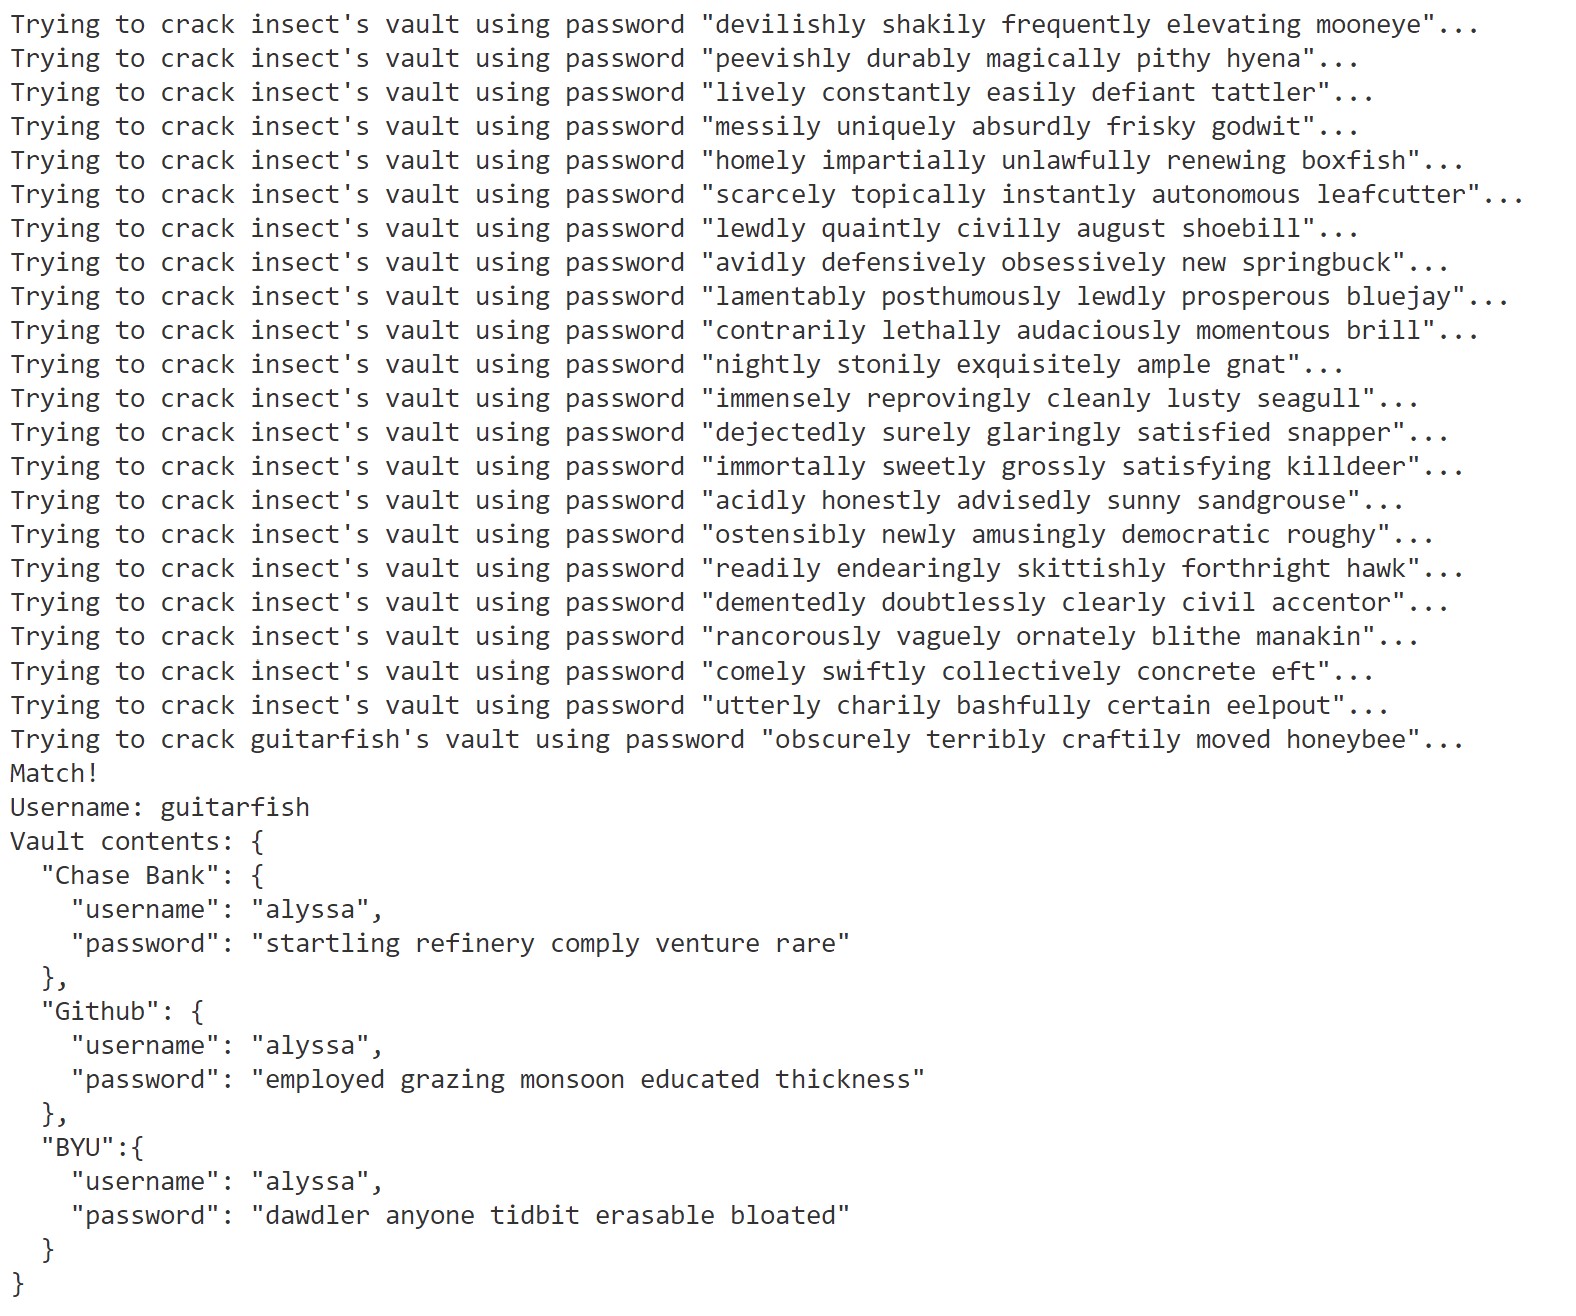 Trying to crack insect's vault using password "devilishly shakily frequently elevating mooneye"...
Trying to crack insect's vault using password "peevishly durably magically pithy hyena"...
Trying to crack insect's vault using password "lively constantly easily defiant tattler"...
Trying to crack insect's vault using password "messily uniquely absurdly frisky godwit"...
Trying to crack insect's vault using password "homely impartially unlawfully renewing boxfish"...
Trying to crack insect's vault using password "scarcely topically instantly autonomous leafcutter"...
Trying to crack insect's vault using password "lewdly quaintly civilly august shoebill"...
Trying to crack insect's vault using password "avidly defensively obsessively new springbuck"...
Trying to crack insect's vault using password "lamentably posthumously lewdly prosperous bluejay"...
Trying to crack insect's vault using password "contrarily lethally audaciously momentous brill"...
Trying to crack insect's vault using password "nightly stonily exquisitely ample gnat"...
Trying to crack insect's vault using password "immensely reprovingly cleanly lusty seagull"...
Trying to crack insect's vault using password "dejectedly surely glaringly satisfied snapper"...
Trying to crack insect's vault using password "immortally sweetly grossly satisfying killdeer"...
Trying to crack insect's vault using password "acidly honestly advisedly sunny sandgrouse"...
Trying to crack insect's vault using password "ostensibly newly amusingly democratic roughy"...
Trying to crack insect's vault using password "readily endearingly skittishly forthright hawk"...
Trying to crack insect's vault using password "dementedly doubtlessly clearly civil accentor"...
Trying to crack insect's vault using password "rancorously vaguely ornately blithe manakin"...
Trying to crack insect's vault using password "comely swiftly collectively concrete eft"...
Trying to crack insect's vault using password "utterly charily bashfully certain eelpout"...
Trying to crack guitarfish's vault using password "obscurely terribly craftily moved honeybee"...
Match!
Username: guitarfish
Vault contents: {
  "Chase Bank": {
    "username": "alyssa",
    "password": "startling refinery comply venture rare"
  },
  "Github": {
    "username": "alyssa",
    "password": "employed grazing monsoon educated thickness"
  },
  "BYU":{
    "username": "alyssa",
    "password": "dawdler anyone tidbit erasable bloated"
  }
}